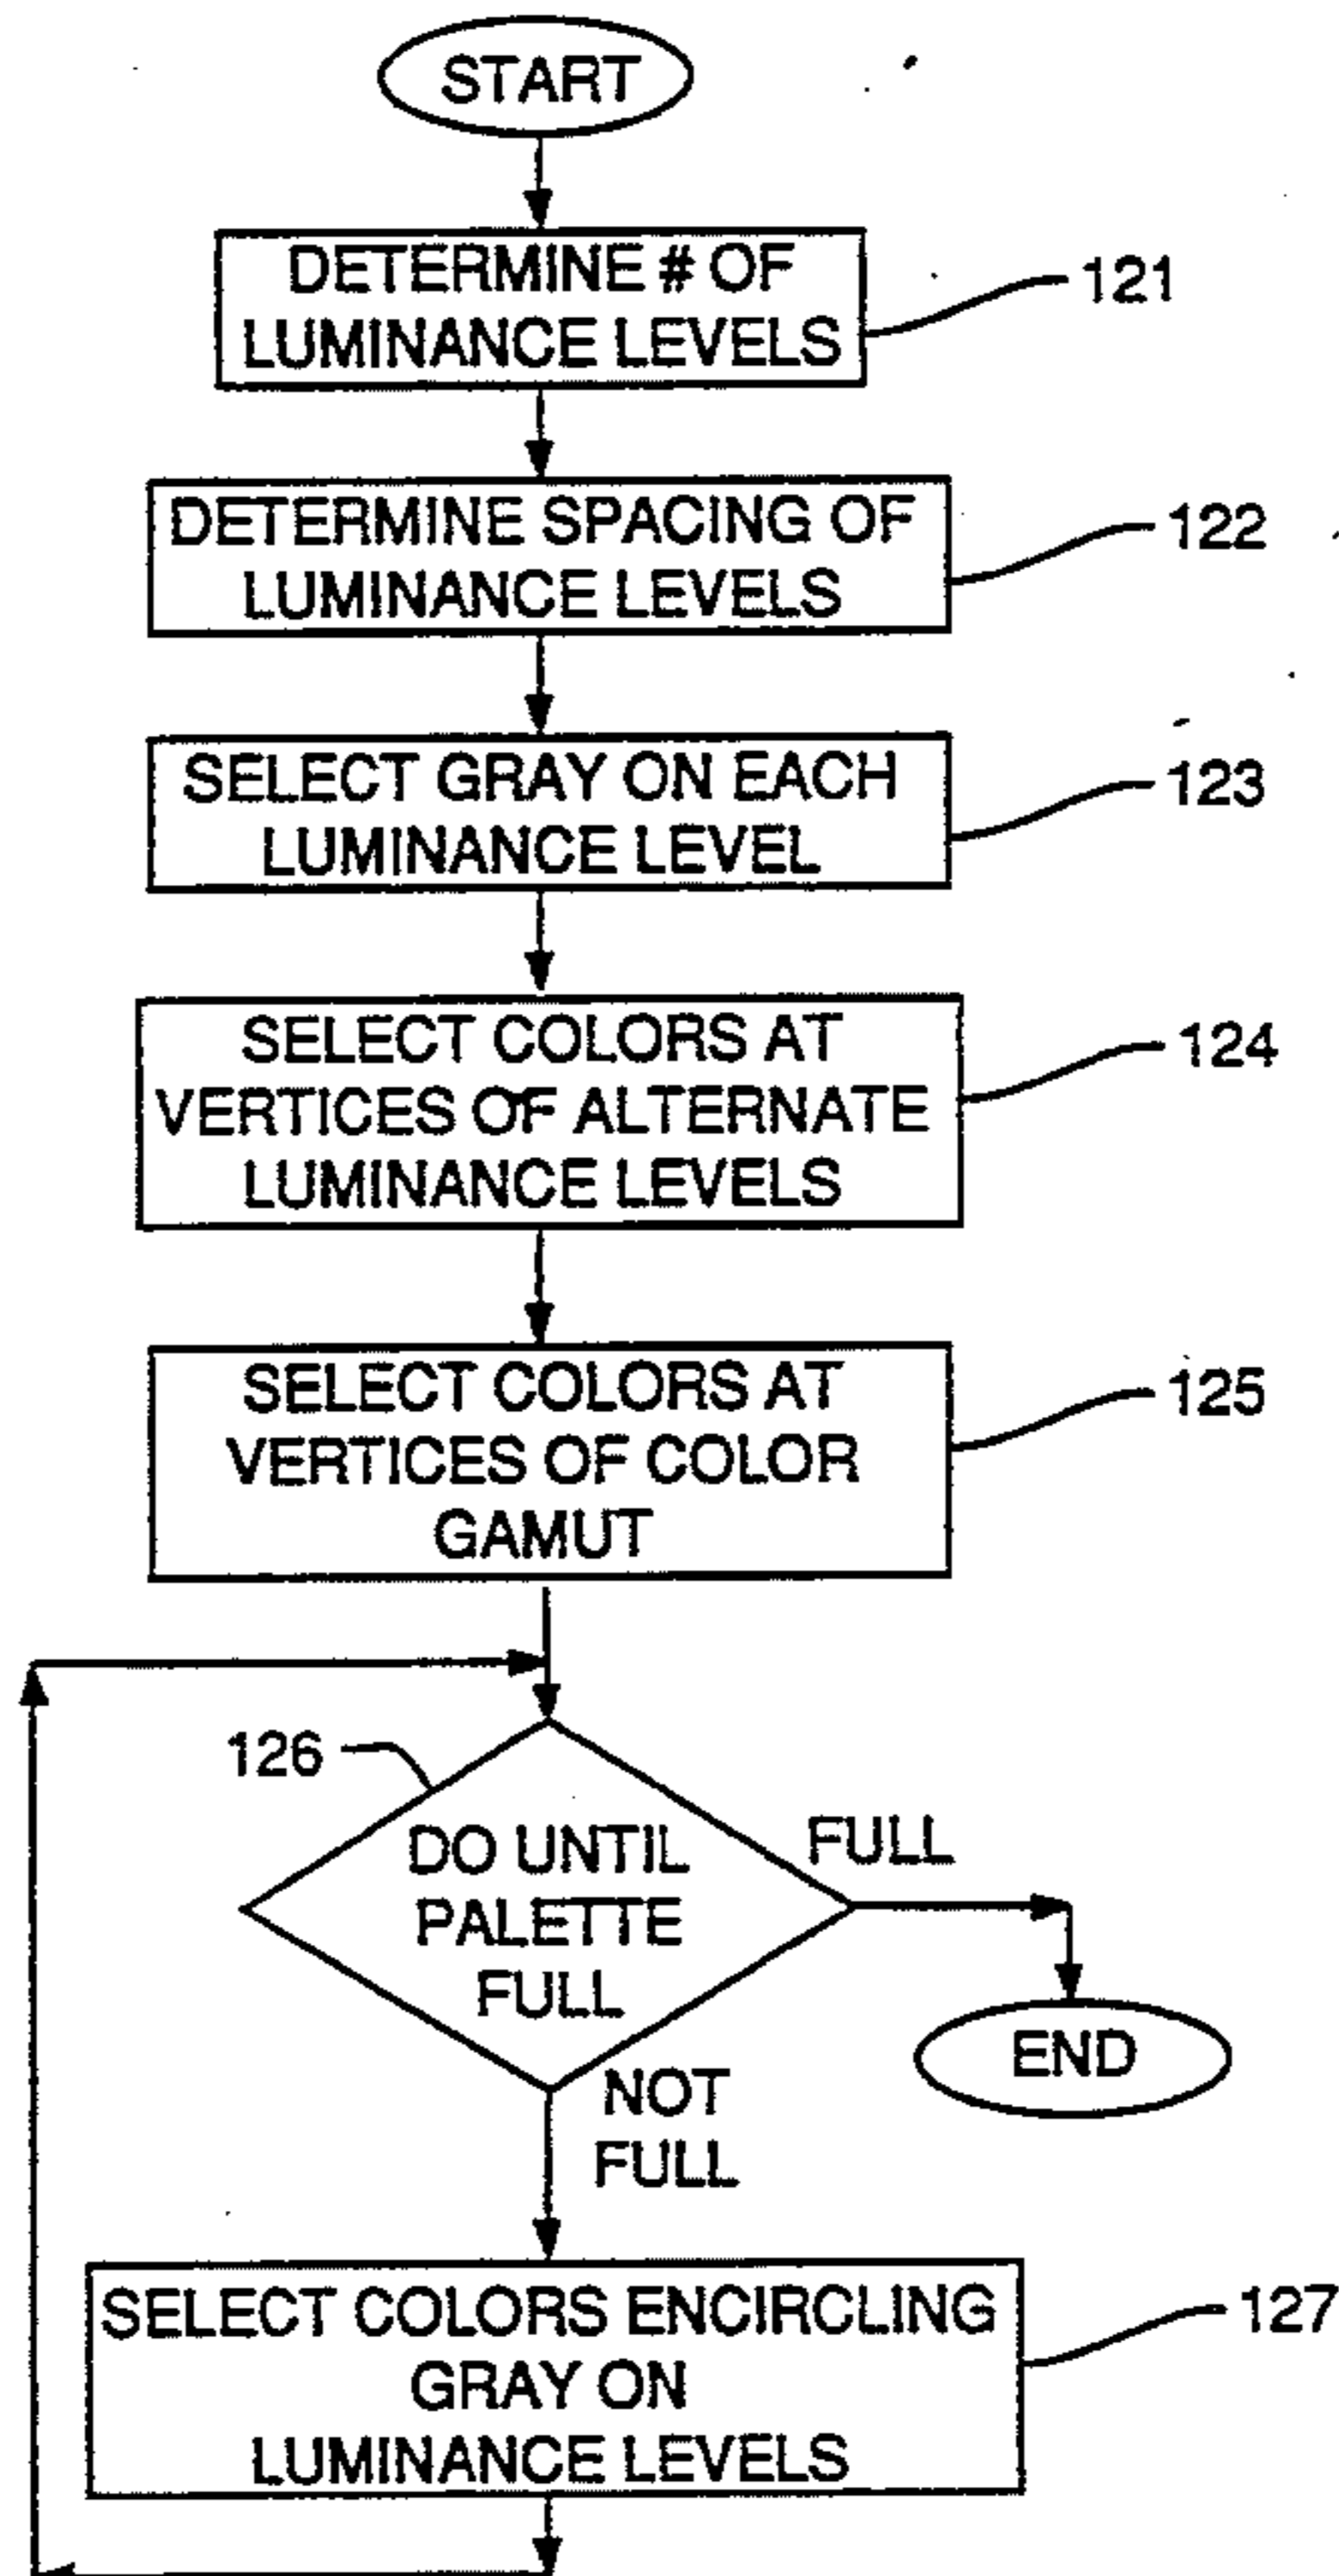 START
DETERMINE # OF
LUMINANCE LEVELS
121
DETERMINE SPACING OF
LUMINANCE LEVELS
122
SELECT GRAY ON EACH
LUMINANCE LEVEL
123
SELECT COLORS AT
VERTICES OF ALTERNATE
LUMINANCE LEVELS
124
SELECT COLORS AT
VERTICES OF COLOR
GAMUT
125
126
DO UNTIL
PALETTE
FULL
FULL
END
NOT
FULL
SELECT COLORS ENCIRCLING
GRAY ON
LUMINANCE LEVELS
127